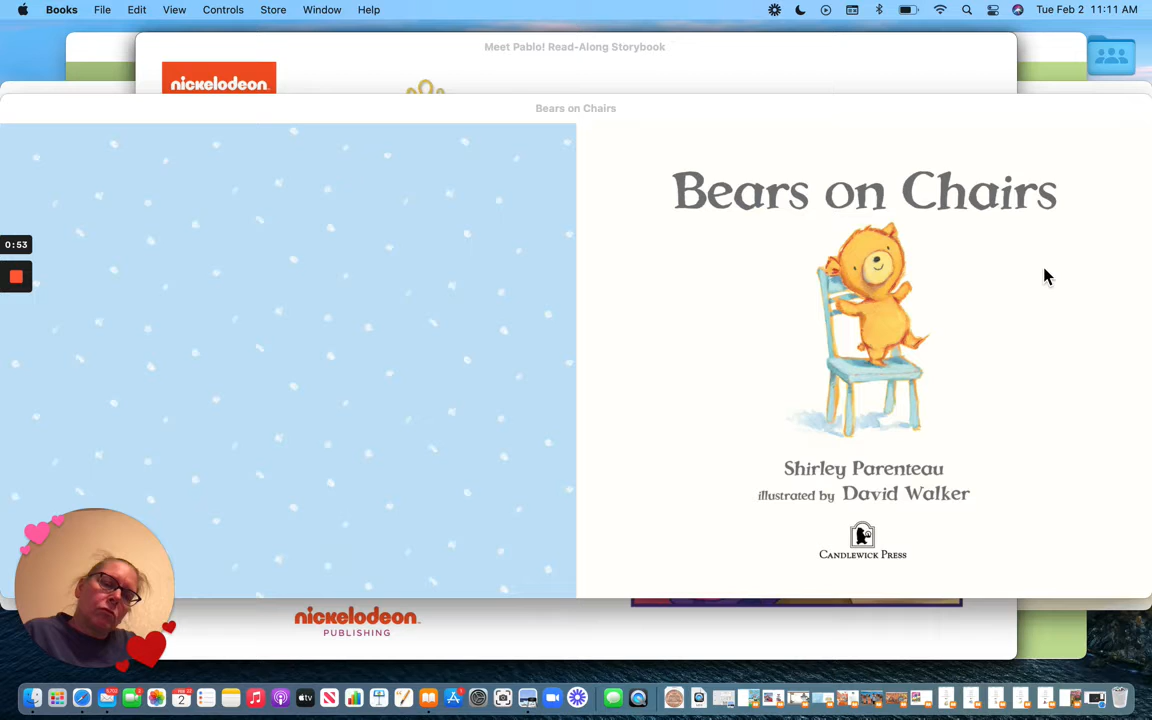 Books File Edit View Controls Store Window Help Tue Feb 2 11:11 AM
Meet Pablo! Read-Along Storybook
nickelodeon
Bears on Chairs
Bears on Chairs
0:53
Shirley Parenteau
illustrated by David Walker
CANDLEWICK PRESS
nickelodeon
PUBLISHING
tv
2